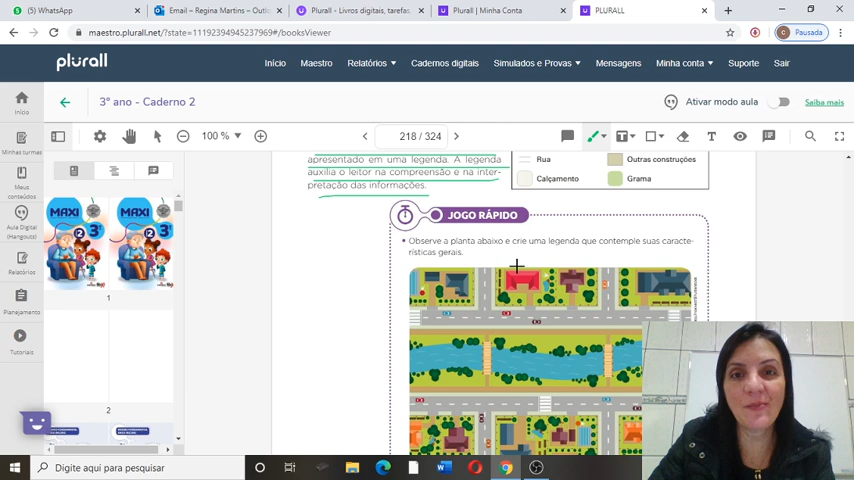 (5) WhatsApp
Email – Regina Martins – Outlo
Plurall - Livros digitais, tarefas,
Plurall | Minha Conta
PLURALL
maestro.plurall.net/?state=11192394945237969#/booksViewer
Pausada
plurall
Início
Maestro
Relatórios
Cadernos digitais
Simulados e Provas
Mensagens
Minha conta
Suporte
Sair
Início
3º ano - Caderno 2
Ativar modo aula
Saiba mais
Minhas turmas
100 %
218 / 324
Meus conteúdos
Aula Digital (Hangouts)
Relatórios
Planejamento
Tutoriais
MAXI
2
3º
MAXI
2
3º
1
2
apresentado em uma legenda. A legenda
auxilia o leitor na compreensão e na inter-
pretação das informações.
Rua
Outras construções
Calçamento
Grama
JOGO RÁPIDO
• Observe a planta abaixo e crie uma legenda que contemple suas caracte-
rísticas gerais.
Digite aqui para pesquisar